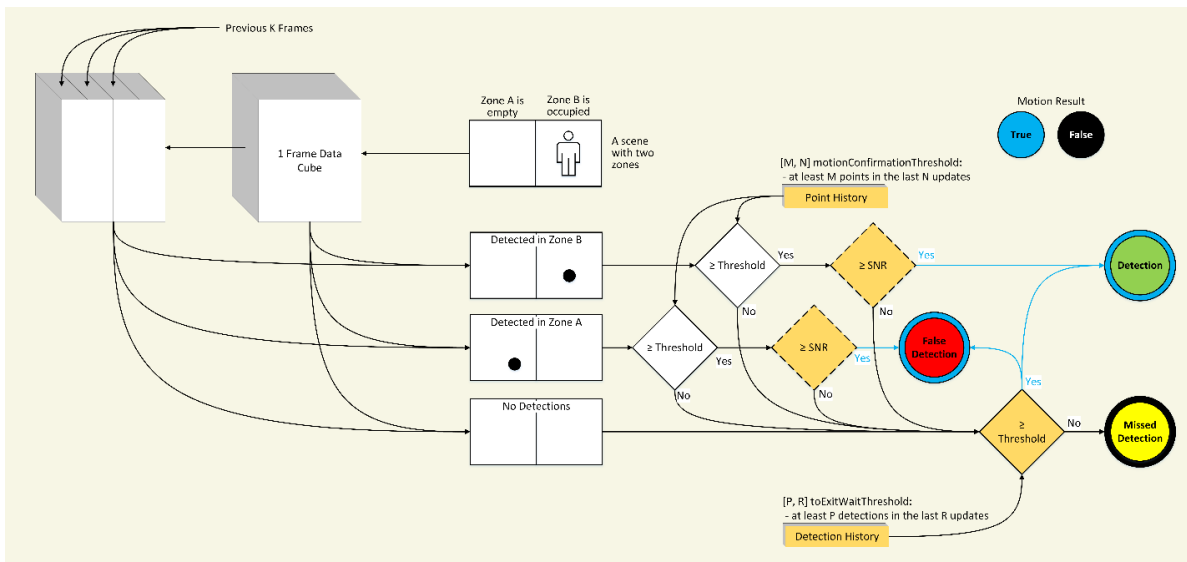 Previous K Frames
Zone A is
empty
Zone B is
occupied
Motion Result
True
False
1 Frame Data
Cube
A scene
with two
zones
[M, N] motionConfirmationThreshold:
- at least M points in the last N updates
Point History
Detected in Zone B
≥ Threshold
Yes
≥ SNR
Yes
Detection
No
No
Detected in Zone A
≥ Threshold
Yes
≥ SNR
Yes
False
Detection
No
No
Yes
No Detections
≥
Threshold
No
Missed
Detection
[P, R] toExitWaitThreshold:
- at least P detections in the last R updates
Detection History